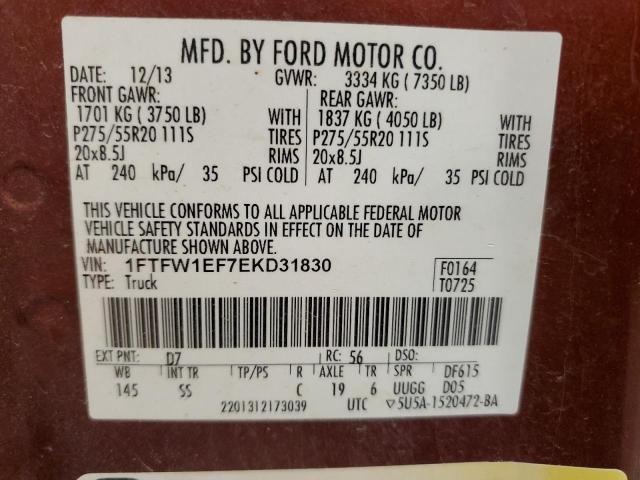 MFD. BY FORD MOTOR CO.
DATE: 12/13 GVWR: 3334 KG ( 7350 LB)
FRONT GAWR: REAR GAWR:
1701 KG ( 3750 LB) WITH 1837 KG ( 4050 LB) WITH
P275/55R20 111S TIRES P275/55R20 111S TIRES
20x8.5J RIMS 20x8.5J RIMS
AT 240 kPa/ 35 PSI COLD AT 240 kPa/ 35 PSI COLD
THIS VEHICLE CONFORMS TO ALL APPLICABLE FEDERAL MOTOR
VEHICLE SAFETY STANDARDS IN EFFECT ON THE DATE OF
MANUFACTURE SHOWN ABOVE.
VIN: 1FTFW1EF7EKD31830 F0164
TYPE: Truck T0725
EXT PNT: D7 RC: 56 DSO:
WB INT TR TP/PS R AXLE TR SPR DF615
145 SS C 19 6 UUGG D05
2201312173039 UTC ▽5U5A-1520472-BA